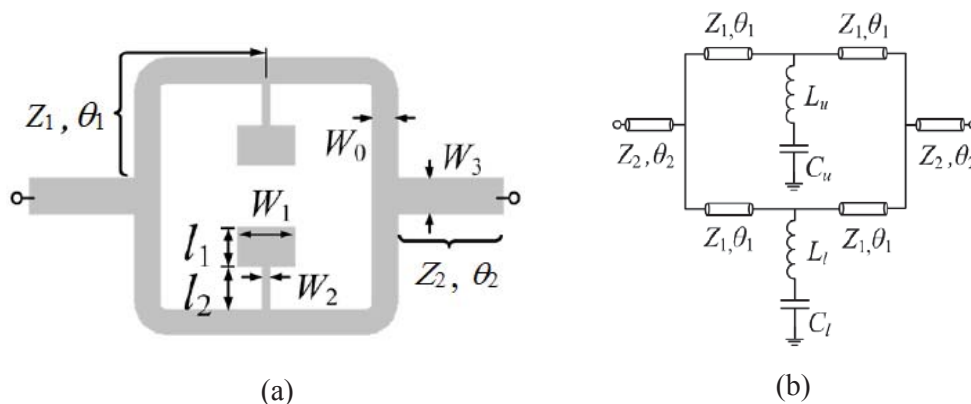 Z₁, θ₁
W₀
W₃
W₁
l₁
l₂
W₂
Z₂, θ₂
(a)
Z₁,θ₁
Z₁,θ₁
Lᵤ
Cᵤ
Z₂,θ₂
Z₂,θ₂
Z₁,θ₁
Z₁,θ₁
Lₗ
Cₗ
(b)